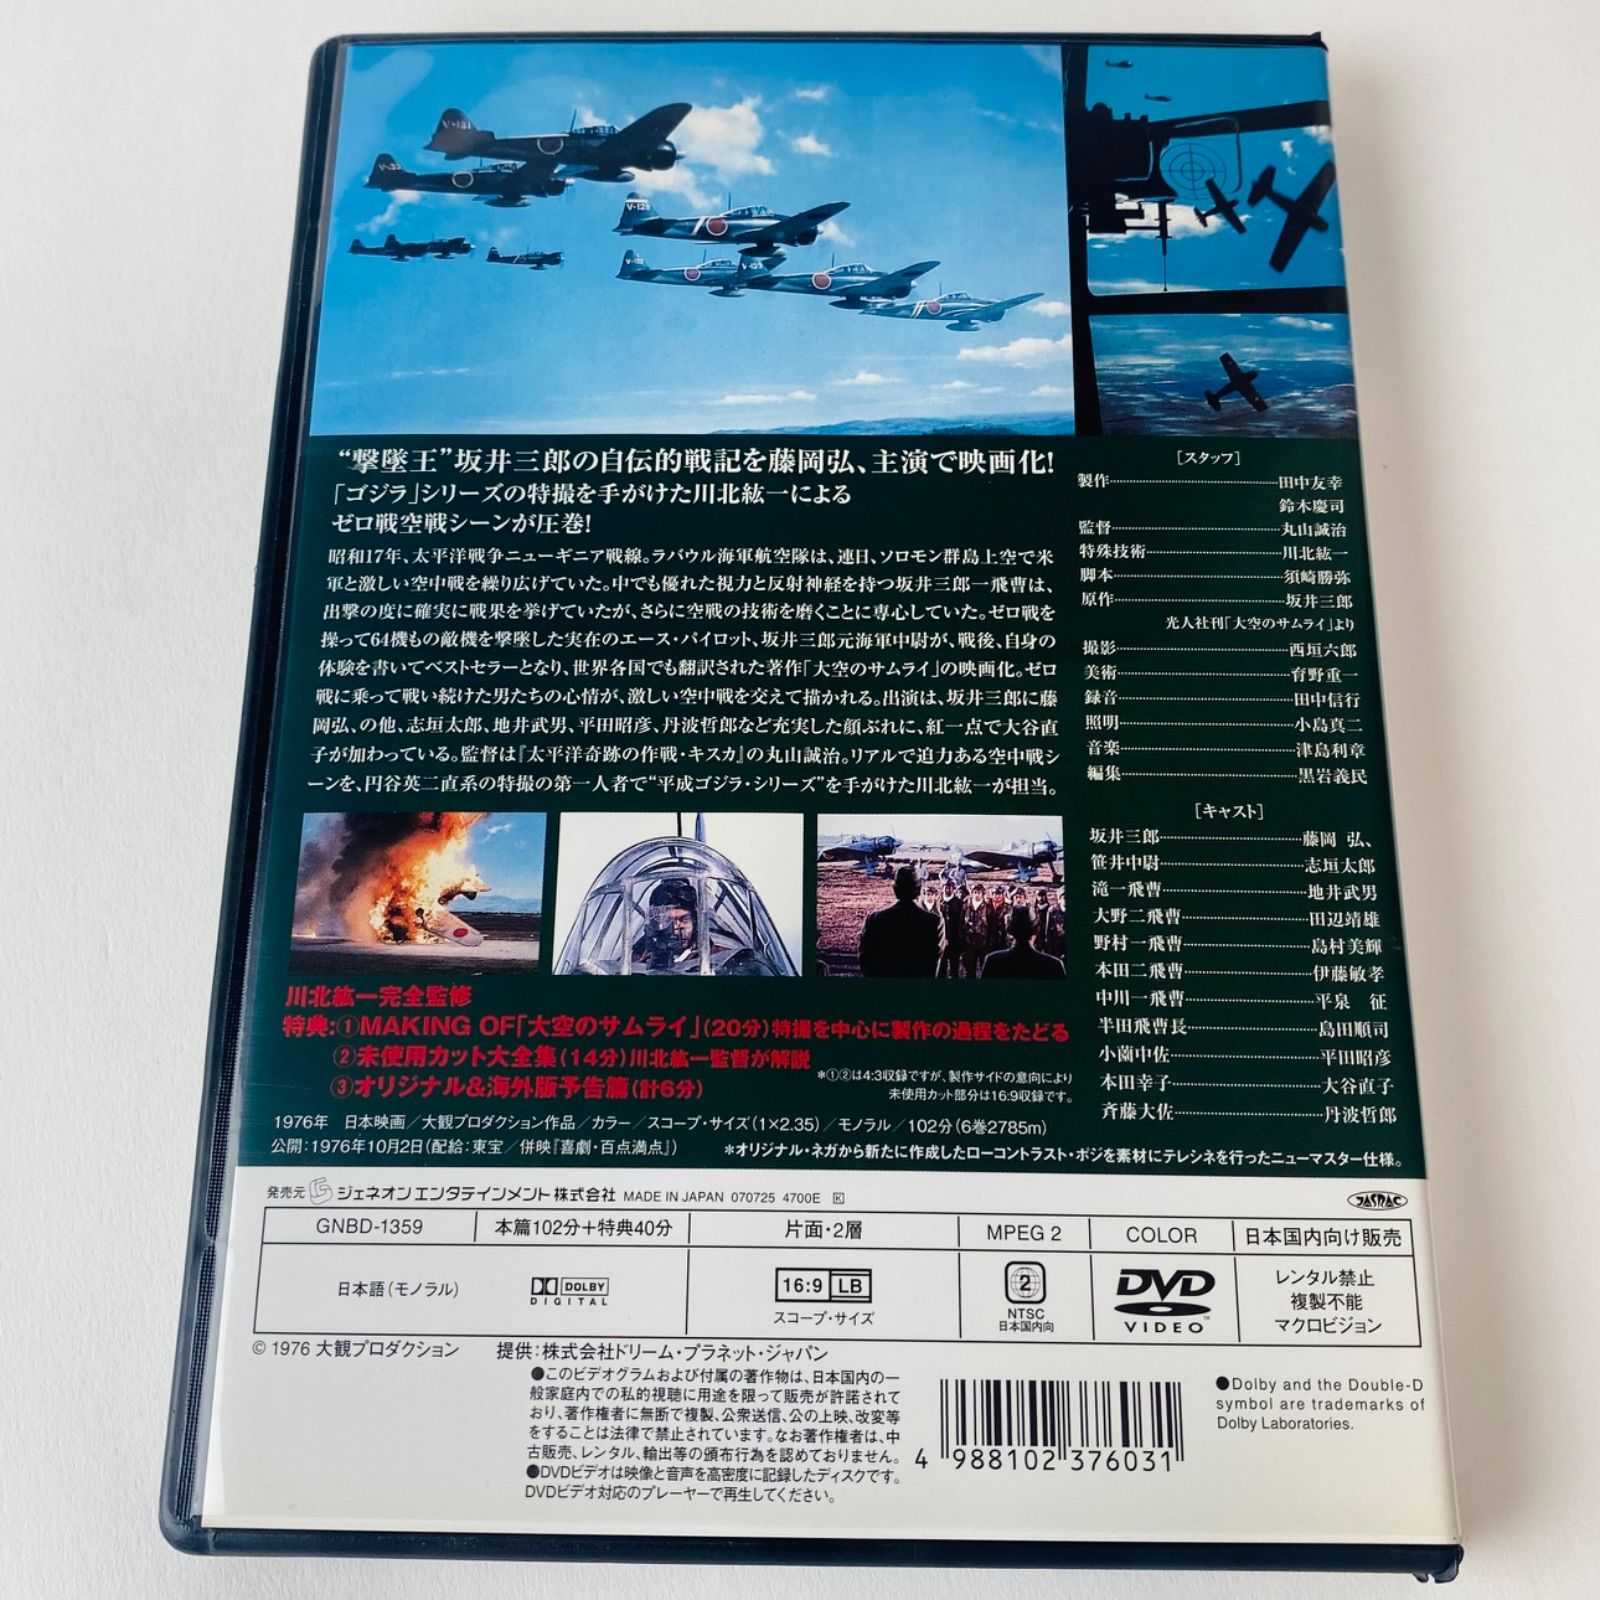 V-131
V-128
V-122
V-123
“撃墜王”坂井三郎の自伝的戦記を藤岡弘、主演で映画化!
「ゴジラ」シリーズの特撮を手がけた川北紘一による
ゼロ戦空戦シーンが圧巻!
昭和17年、太平洋戦争ニューギニア戦線。ラバウル海軍航空隊は、連日、ソロモン群島上空で米
軍と激しい空中戦を繰り広げていた。中でも優れた視力と反射神経を持つ坂井三郎一飛曹は、
出撃の度に確実に戦果を挙げていたが、さらに空戦の技術を磨くことに専心していた。ゼロ戦を
操って64機もの敵機を撃墜した実在のエース・パイロット、坂井三郎元海軍中尉が、戦後、自身の
体験を書いてベストセラーとなり、世界各国でも翻訳された著作「大空のサムライ」の映画化。ゼロ
戦に乗って戦い続けた男たちの心情が、激しい空中戦を交えて描かれる。出演は、坂井三郎に藤
岡弘、の他、志垣太郎、地井武男、平田昭彦、丹波哲郎など充実した顔ぶれに、紅一点で大谷直
子が加わっている。監督は『太平洋奇跡の作戦・キスカ』の丸山誠治。リアルで迫力ある空中戦シ
ーンを、円谷英二直系の特撮の第一人者で“平成ゴジラ・シリーズ”を手がけた川北紘一が担当。
[スタッフ]
製作 田中友幸
鈴木慶司
監督 丸山誠治
特殊技術 川北紘一
脚本 須崎勝弥
原作 坂井三郎
光人社刊「大空のサムライ」より
撮影 西垣六郎
美術 育野重一
録音 田中信行
照明 小島真二
音楽 津島利章
編集 黒岩義民
[キャスト]
坂井三郎 藤岡 弘、
笹井中尉 志垣太郎
滝一飛曹 地井武男
大野二飛曹 田辺靖雄
野村一飛曹 島村美輝
本田二飛曹 伊藤敏孝
中川一飛曹 平泉 征
半田飛曹長 島田順司
小薗中佐 平田昭彦
本田幸子 大谷直子
斉藤大佐 丹波哲郎
川北紘一完全監修
特典:①MAKING OF「大空のサムライ」(20分)特撮を中心に製作の過程をたどる
②未使用カット大全集(14分)川北紘一監督が解説
③オリジナル&海外版予告篇(計6分)
*①②は4:3収録ですが、製作サイドの意向により
未使用カット部分は16:9収録です。
1976年 日本映画/大観プロダクション作品/カラー/スコープ・サイズ(1×2.35)/モノラル/102分(6巻2785m)
公開:1976年10月2日(配給:東宝/併映『喜劇・百点満点』)
*オリジナル・ネガから新たに作成したローコントラスト・ポジを素材にテレシネを行ったニューマスター仕様。
発売元 ジェネオン エンタテインメント 株式会社 MADE IN JAPAN 070725 4700E K
JASRAC
GNBD-1359
本篇102分+特典40分
片面・2層
MPEG 2
COLOR
日本国内向け販売
日本語(モノラル)
DOLBY
DIGITAL
16:9 LB
スコープ・サイズ
2
NTSC
日本国内向
DVD
VIDEO
TM
レンタル禁止
複製不能
マクロビジョン
© 1976 大観プロダクション 提供:株式会社ドリーム・プラネット・ジャパン
●このビデオグラムおよび付属の著作物は、日本国内の一
般家庭内での私的視聴に用途を限って販売が許諾されて
おり、著作権者に無断で複製、公衆送信、公の上映、改変等
をすることは法律で禁止されています。なお著作権者は、中
古販売、レンタル、輸出等の頒布行為を認めておりません。
●DVDビデオは映像と音声を高密度に記録したディスクです。
DVDビデオ対応のプレーヤーで再生してください。
4 988102 376031
●Dolby and the Double-D
symbol are trademarks of
Dolby Laboratories.